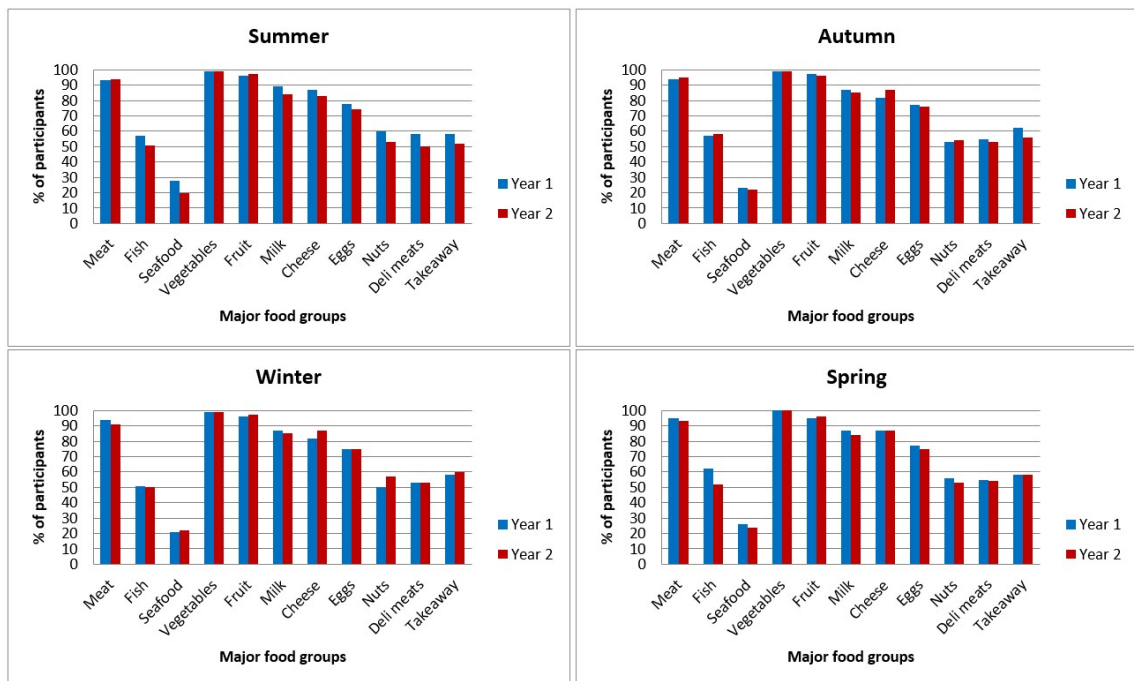 Summer
% of participants
100
90
80
70
60
50
40
30
20
10
0
Meat
Fish
Seafood
Vegetables
Fruit
Milk
Cheese
Eggs
Nuts
Deli meats
Takeaway
Major food groups
Year 1
Year 2
Autumn
% of participants
100
90
80
70
60
50
40
30
20
10
0
Meat
Fish
Seafood
Vegetables
Fruit
Milk
Cheese
Eggs
Nuts
Deli meats
Takeaway
Major food groups
Year 1
Year 2
Winter
% of participants
100
90
80
70
60
50
40
30
20
10
0
Meat
Fish
Seafood
Vegetables
Fruit
Milk
Cheese
Eggs
Nuts
Deli meats
Takeaway
Major food groups
Year 1
Year 2
Spring
% of participants
100
90
80
70
60
50
40
30
20
10
0
Meat
Fish
Seafood
Vegetables
Fruit
Milk
Cheese
Eggs
Nuts
Deli meats
Takeaway
Major food groups
Year 1
Year 2